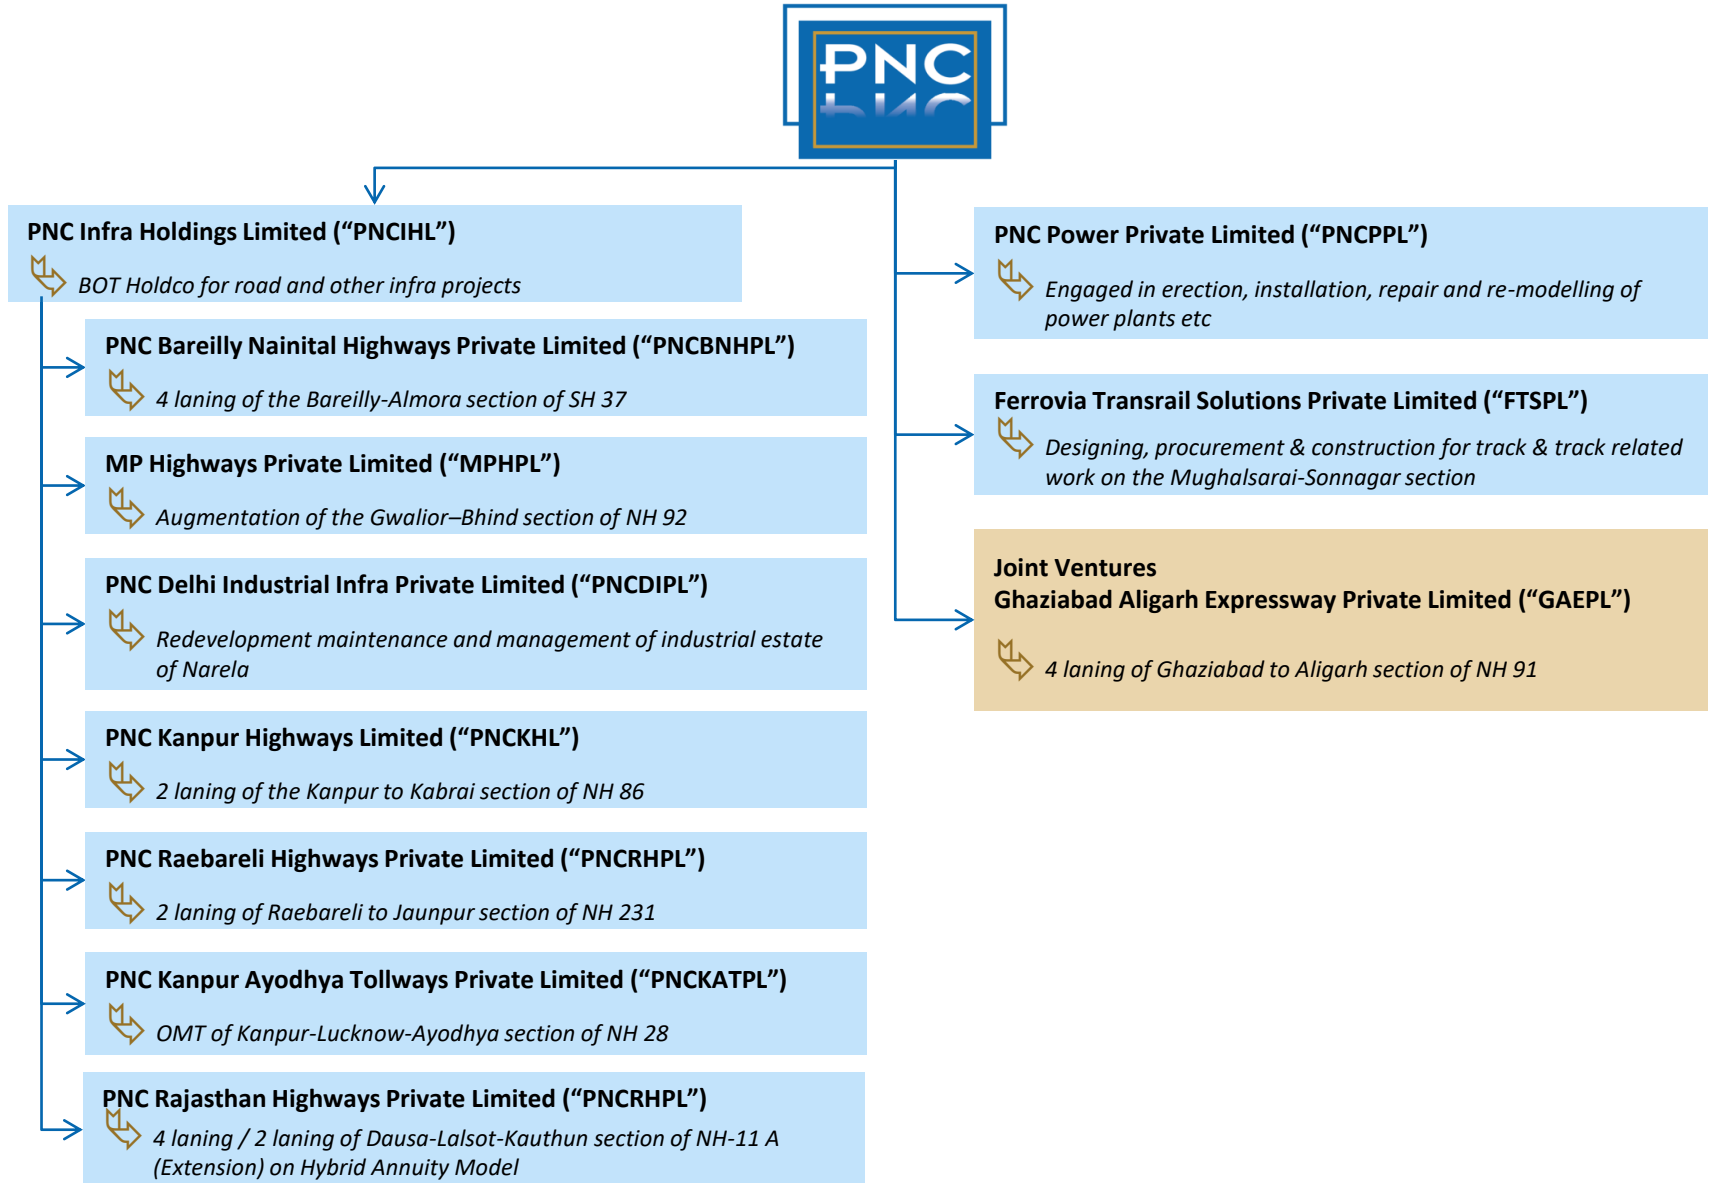 PNC
PNC Infra Holdings Limited (“PNCIHL”)
BOT Holdco for road and other infra projects
PNC Bareilly Nainital Highways Private Limited (“PNCBNHPL”)
4 laning of the Bareilly-Almora section of SH 37
MP Highways Private Limited (“MPHPL”)
Augmentation of the Gwalior–Bhind section of NH 92
PNC Delhi Industrial Infra Private Limited (“PNCDIPL”)
Redevelopment maintenance and management of industrial estate
of Narela
PNC Kanpur Highways Limited (“PNCKHL”)
2 laning of the Kanpur to Kabrai section of NH 86
PNC Raebareli Highways Private Limited (“PNCRHPL”)
2 laning of Raebareli to Jaunpur section of NH 231
PNC Kanpur Ayodhya Tollways Private Limited (“PNCKATPL”)
OMT of Kanpur-Lucknow-Ayodhya section of NH 28
PNC Rajasthan Highways Private Limited (“PNCRHPL”)
4 laning / 2 laning of Dausa-Lalsot-Kauthun section of NH-11 A
(Extension) on Hybrid Annuity Model
PNC Power Private Limited (“PNCPPL”)
Engaged in erection, installation, repair and re-modelling of
power plants etc
Ferrovia Transrail Solutions Private Limited (“FTSPL”)
Designing, procurement & construction for track & track related
work on the Mughalsarai-Sonnagar section
Joint Ventures
Ghaziabad Aligarh Expressway Private Limited (“GAEPL”)
4 laning of Ghaziabad to Aligarh section of NH 91